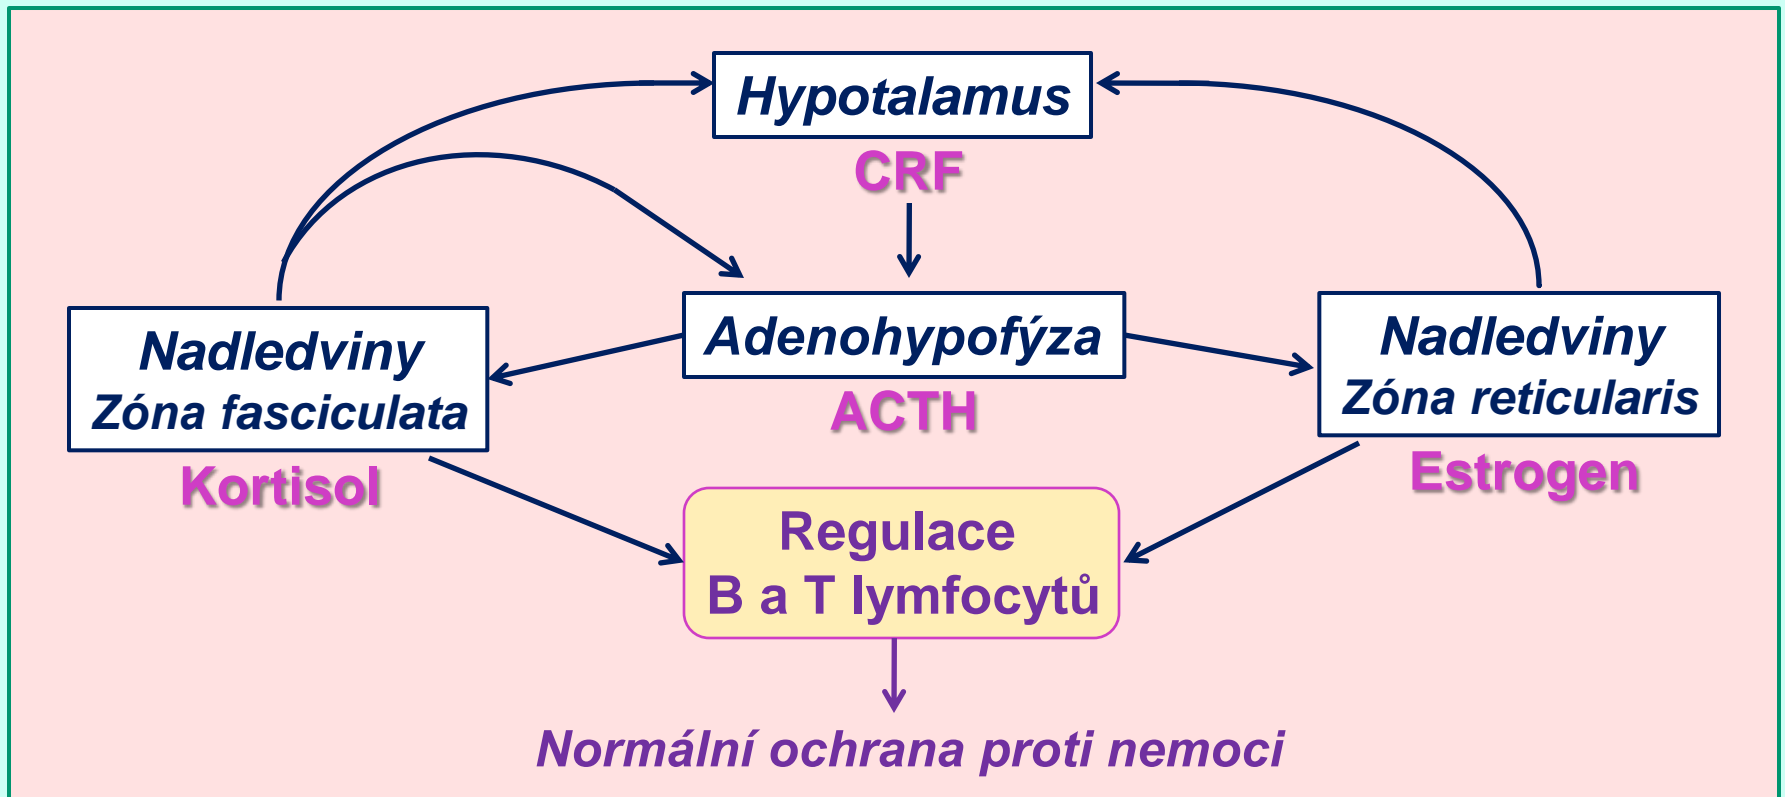 Hypotalamus
CRF
Nadledviny
Zóna fasciculata
Kortisol
Adenohypofýza
ACTH
Nadledviny
Zóna reticularis
Estrogen
Regulace
B a T lymfocytů
Normální ochrana proti nemoci